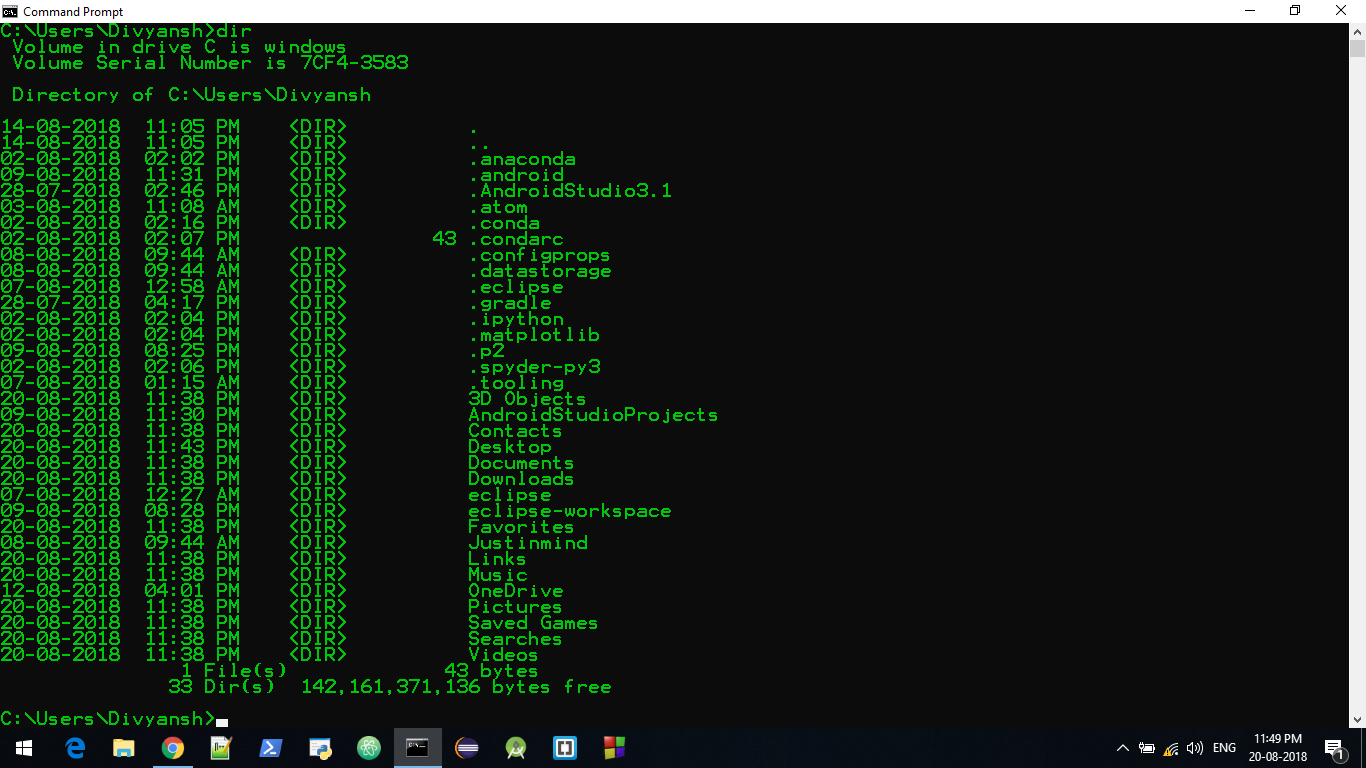 Command Prompt
C:\Users\Divyansh>dir
 Volume in drive C is windows
 Volume Serial Number is 7CF4-3583

 Directory of C:\Users\Divyansh

14-08-2018  11:05 PM    <DIR>          .
14-08-2018  11:05 PM    <DIR>          ..
02-08-2018  02:02 PM    <DIR>          .anaconda
09-08-2018  11:31 PM    <DIR>          .android
28-07-2018  02:46 PM    <DIR>          .AndroidStudio3.1
03-08-2018  11:08 AM    <DIR>          .atom
02-08-2018  02:16 PM    <DIR>          .conda
02-08-2018  02:07 PM                43 .condarc
08-08-2018  09:44 AM    <DIR>          .configprops
08-08-2018  09:44 AM    <DIR>          .datastorage
07-08-2018  12:58 AM    <DIR>          .eclipse
28-07-2018  04:17 PM    <DIR>          .gradle
02-08-2018  02:04 PM    <DIR>          .ipython
02-08-2018  02:04 PM    <DIR>          .matplotlib
09-08-2018  08:25 PM    <DIR>          .p2
02-08-2018  02:06 PM    <DIR>          .spyder-py3
07-08-2018  01:15 AM    <DIR>          .tooling
20-08-2018  11:38 PM    <DIR>          3D Objects
09-08-2018  11:30 PM    <DIR>          AndroidStudioProjects
20-08-2018  11:38 PM    <DIR>          Contacts
20-08-2018  11:43 PM    <DIR>          Desktop
20-08-2018  11:38 PM    <DIR>          Documents
20-08-2018  11:38 PM    <DIR>          Downloads
07-08-2018  12:27 AM    <DIR>          eclipse
09-08-2018  08:28 PM    <DIR>          eclipse-workspace
20-08-2018  11:38 PM    <DIR>          Favorites
08-08-2018  09:44 AM    <DIR>          Justinmind
20-08-2018  11:38 PM    <DIR>          Links
20-08-2018  11:38 PM    <DIR>          Music
12-08-2018  04:01 PM    <DIR>          OneDrive
20-08-2018  11:38 PM    <DIR>          Pictures
20-08-2018  11:38 PM    <DIR>          Saved Games
20-08-2018  11:38 PM    <DIR>          Searches
20-08-2018  11:38 PM    <DIR>          Videos
               1 File(s)             43 bytes
              33 Dir(s)  142,161,371,136 bytes free

C:\Users\Divyansh>
ENG
11:49 PM
20-08-2018
1